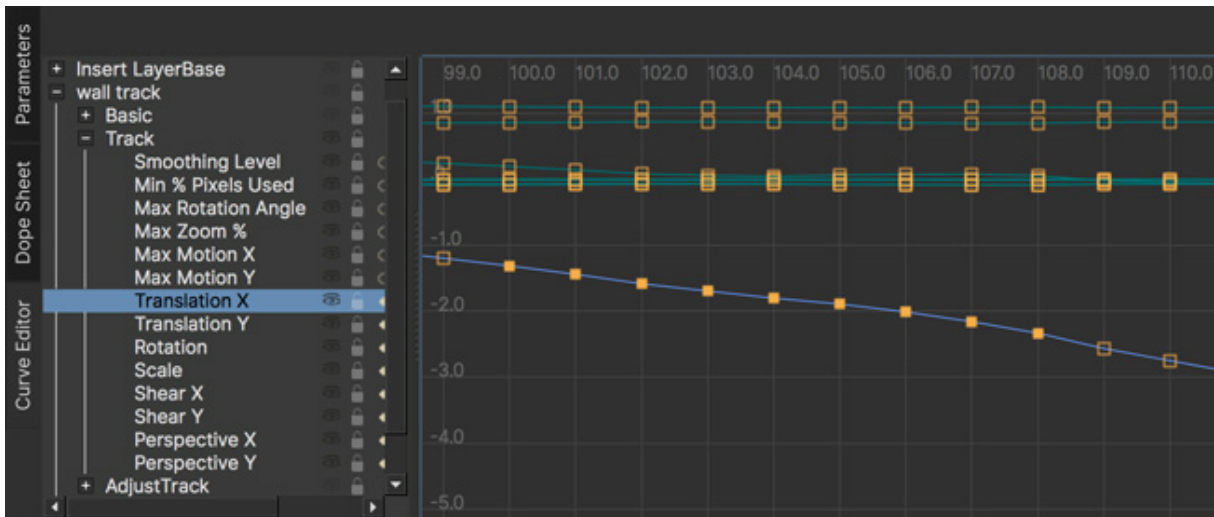 Parameters
Dope Sheet
Curve Editor
Insert LayerBase
wall track
Basic
Track
Smoothing Level
Min % Pixels Used
Max Rotation Angle
Max Zoom %
Max Motion X
Max Motion Y
Translation X
Translation Y
Rotation
Scale
Shear X
Shear Y
Perspective X
Perspective Y
AdjustTrack
99.0 100.0 101.0 102.0 103.0 104.0 105.0 106.0 107.0 108.0 109.0 110.0
-1.0
-2.0
-3.0
-4.0
-5.0